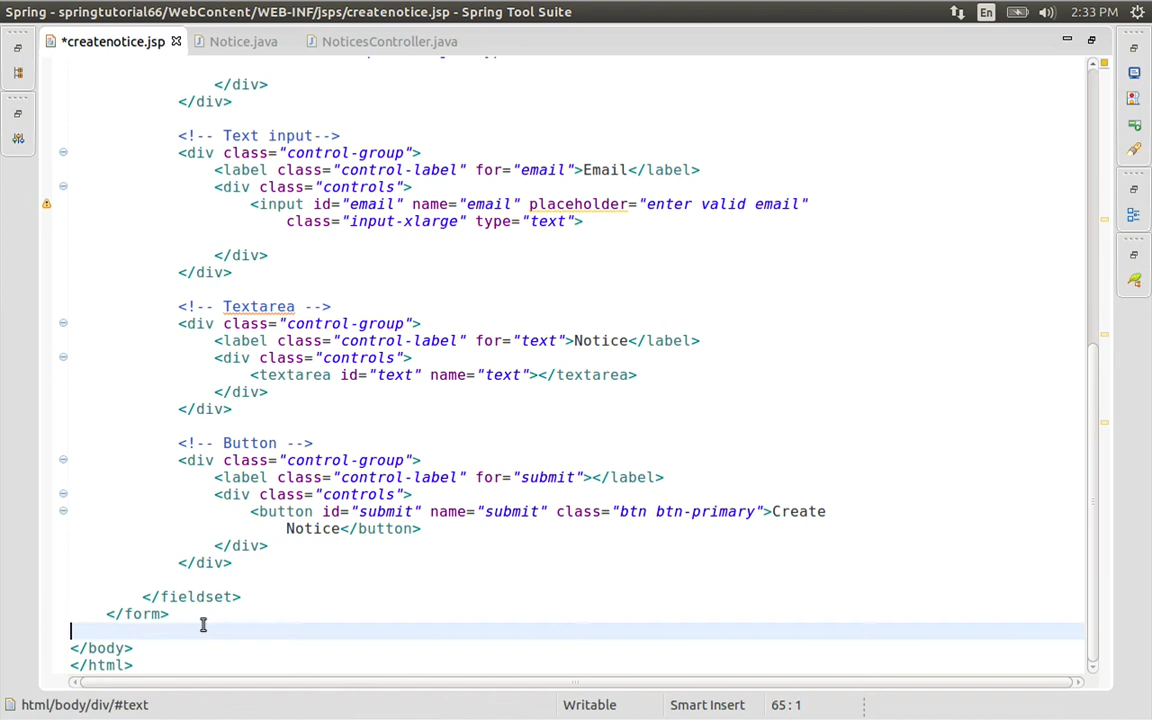 Spring - springtutorial66/WebContent/WEB-INF/jsps/createnotice.jsp - Spring Tool Suite
En
2:33 PM
*createnotice.jsp
Notice.java
NoticesController.java
</div>
</div>
<!-- Text input-->
<div class="control-group">
<label class="control-label" for="email">Email</label>
<div class="controls">
<input id="email" name="email" placeholder="enter valid email"
class="input-xlarge" type="text">
</div>
</div>
<!-- Textarea -->
<div class="control-group">
<label class="control-label" for="text">Notice</label>
<div class="controls">
<textarea id="text" name="text"></textarea>
</div>
</div>
<!-- Button -->
<div class="control-group">
<label class="control-label" for="submit"></label>
<div class="controls">
<button id="submit" name="submit" class="btn btn-primary">Create
Notice</button>
</div>
</div>
</fieldset>
</form>
</body>
</html>
html/body/div/#text
Writable
Smart Insert
65 : 1